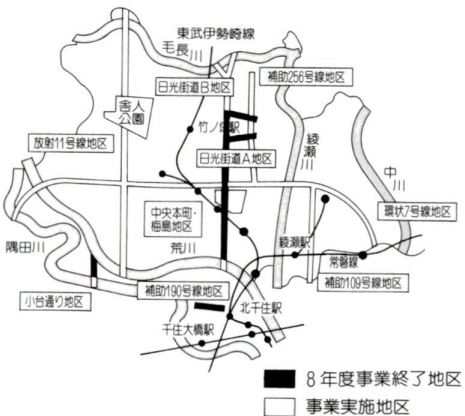 東武伊勢崎線
毛長川
日光街道B地区
補助256号線地区
舎人
公園
竹ノ塚駅
綾瀬川
放射11号線地区
日光街道A地区
中川
中央本町・
梅島地区
環状7号線地区
綾瀬駅
隅田川
荒川
常磐線
小台通り地区
補助190号線地区
補助109号線地区
北千住駅
千住大橋駅
8年度事業終了地区
事業実施地区